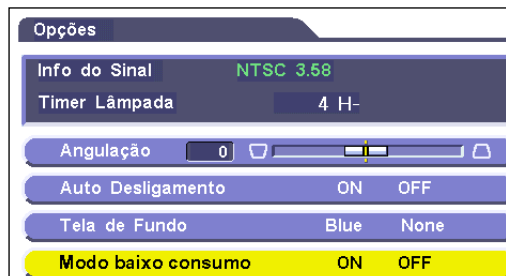 Opções
Info do Sinal NTSC 3.58
Timer Lâmpada 4 H-
Angulação 0
Auto Desligamento ON OFF
Tela de Fundo Blue None
Modo baixo consumo ON OFF